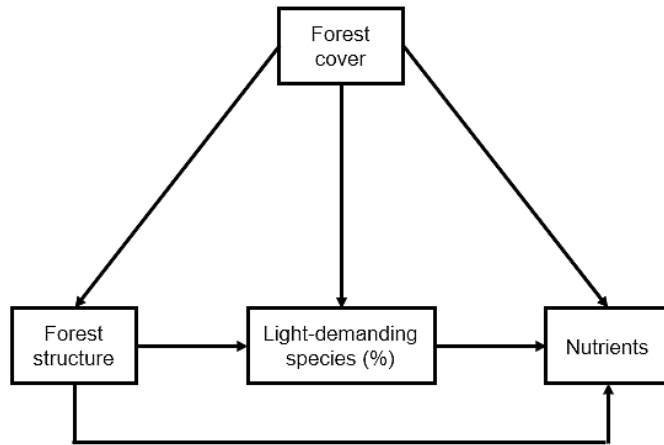 Forest
cover
Forest
structure
Light-demanding
species (%)
Nutrients